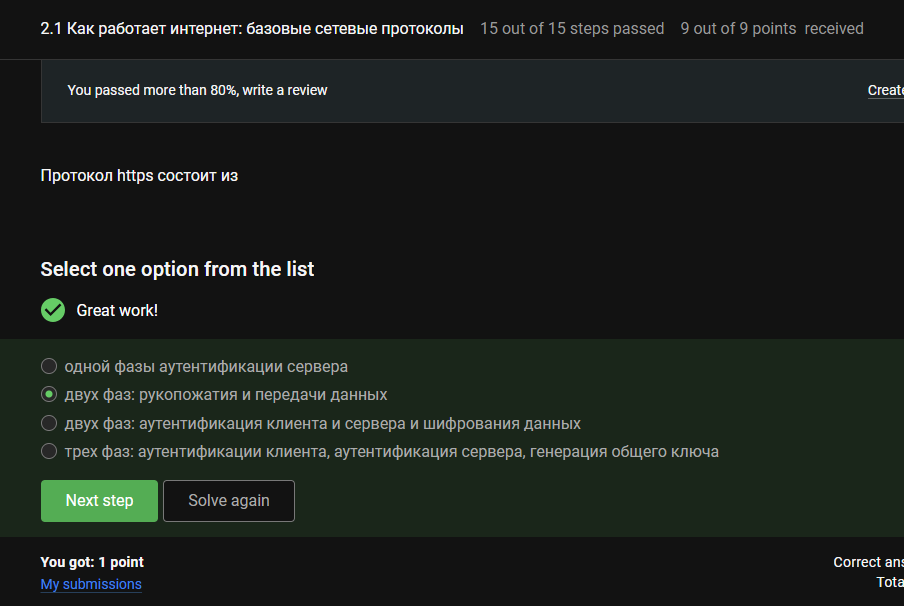 2.1 Как работает интернет: базовые сетевые протоколы 15 out of 15 steps passed 9 out of 9 points received
You passed more than 80%, write a review Create
Протокол https состоит из
Select one option from the list
Great work!
одной фазы аутентификации сервера
двух фаз: рукопожатия и передачи данных
двух фаз: аутентификация клиента и сервера и шифрования данных
трех фаз: аутентификации клиента, аутентификация сервера, генерация общего ключа
Next step Solve again
You got: 1 point Correct ans
My submissions Tota